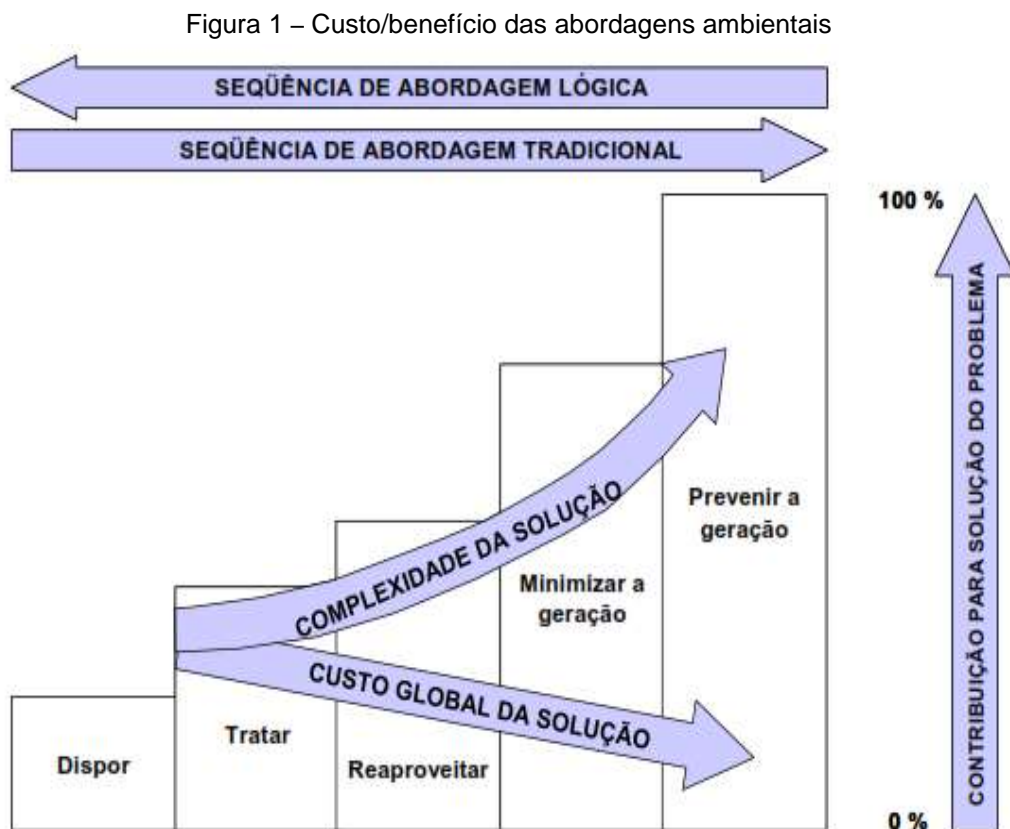 Figura 1 – Custo/benefício das abordagens ambientais
SEQÜÊNCIA DE ABORDAGEM LÓGICA
SEQÜÊNCIA DE ABORDAGEM TRADICIONAL
100 %
CONTRIBUIÇÃO PARA SOLUÇÃO DO PROBLEMA
COMPLEXIDADE DA SOLUÇÃO
Prevenir a
geração
Minimizar a
geração
CUSTO GLOBAL DA SOLUÇÃO
Tratar
Dispor
Reaproveitar
0 %